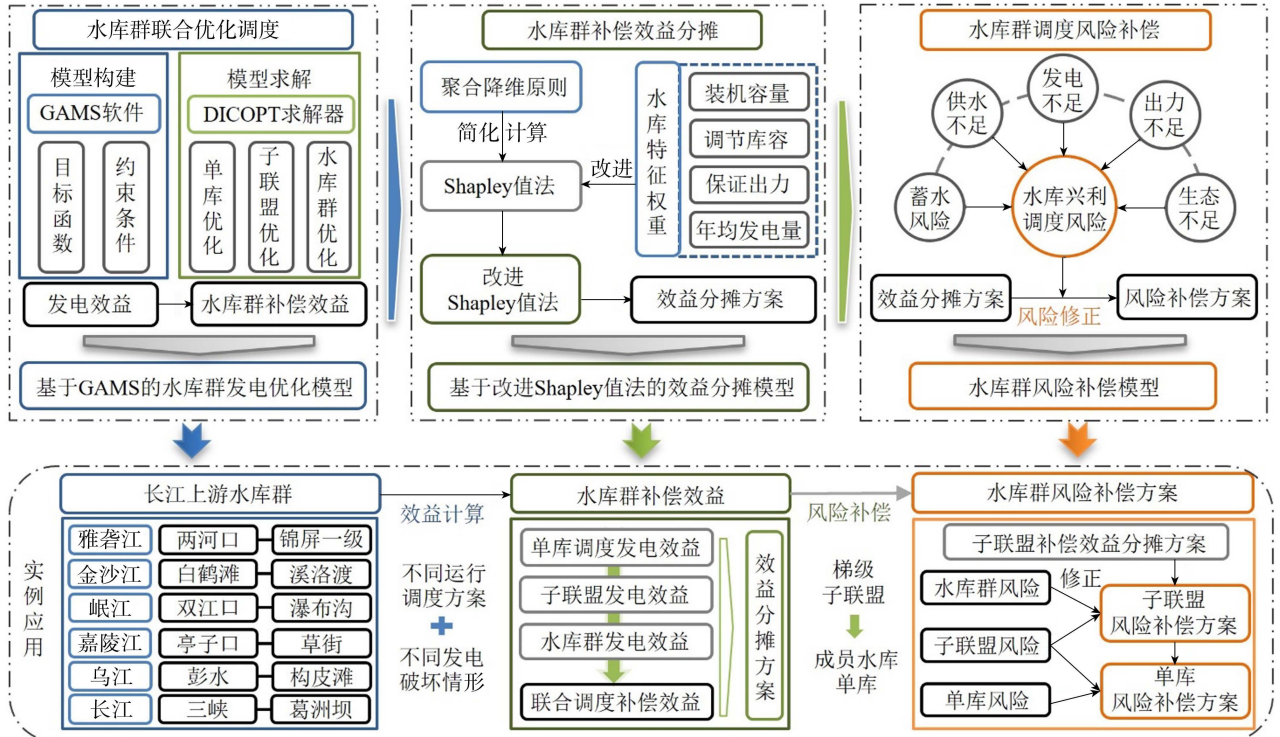 水库群联合优化调度
模型构建
GAMS软件
目标函数
约束条件
模型求解
DICOPT求解器
单库优化
子联盟优化
水库群优化
发电效益
水库群补偿效益
基于GAMS的水库群发电优化模型
水库群补偿效益分摊
聚合降维原则
简化 计算
Shapley值法
改进
水库特征权重
装机容量
调节库容
保证出力
年均发电量
改进
Shapley值法
效益分摊方案
基于改进Shapley值法的效益分摊模型
水库群调度风险补偿
蓄水
风险
供水
不足
发电
不足
出力
不足
生态
不足
水库兴利
调度风险
效益分摊方案
风险修正
风险补偿方案
水库群风险补偿模型
实例应用
长江上游水库群
雅砻江
两河口
锦屏一级
金沙江
白鹤滩
溪洛渡
岷江
双江口
瀑布沟
嘉陵江
亭子口
草街
乌江
彭水
构皮滩
长江
三峡
葛洲坝
效益计算
不同运行
调度方案
不同发电
破坏情形
水库群补偿效益
单库调度发电效益
子联盟发电效益
水库群发电效益
联合调度补偿效益
效益分摊方案
风险补偿
梯级
子联盟
成员水库
单库
水库群风险补偿方案
子联盟补偿效益分摊方案
水库群风险
修正
子联盟
风险补偿方案
子联盟风险
单库风险
单库
风险补偿方案